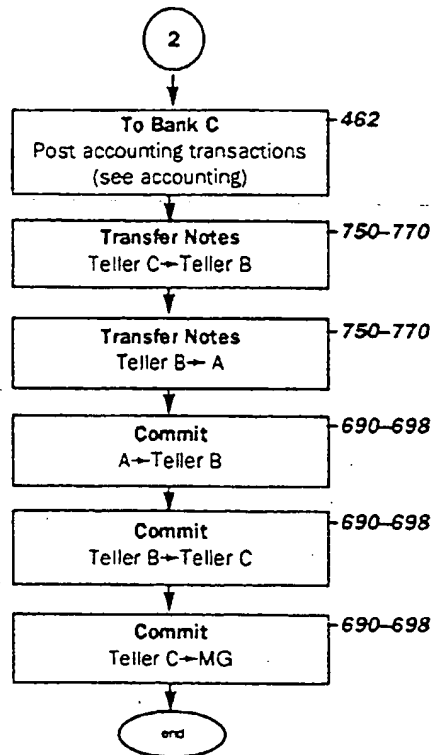 2
To Bank C
Post accounting transactions
(see accounting)
462
Transfer Notes
Teller C→Teller B
750–770
Transfer Notes
Teller B→A
750–770
Commit
A→Teller B
690–698
Commit
Teller B→Teller C
690–698
Commit
Teller C→MG
690–698
end